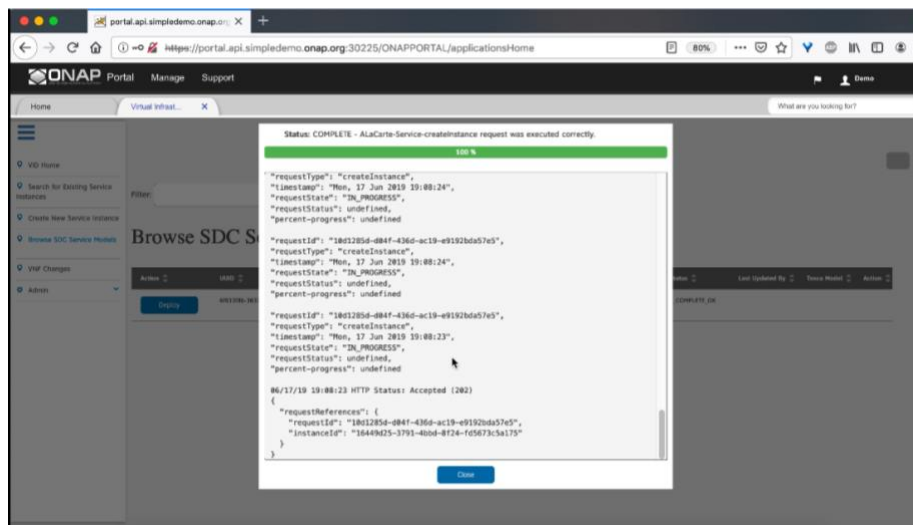 portal.api.simpledemo.onap.org
https://portal.api.simpledemo.onap.org:30225/ONAPPORTAL/applicationsHome
80%
ONAP Portal Manage Support
Demo
Home
Virtual Infrast...
What are you looking for?
VID Home
Search for Existing Service Instances
Create New Service Instance
Browse SDC Service Models
VNF Changes
Admin
Filter:
Browse SDC S
Action
UUID
Last Updated By
Tosca Model
Action
Deploy
COMPLETE_OK
Status: COMPLETE - ALaCarte-Service-createInstance request was executed correctly.
100 %
"requestType": "createInstance",
"timestamp": "Mon, 17 Jun 2019 19:08:24",
"requestState": "IN_PROGRESS",
"requestStatus": undefined,
"percent-progress": undefined
"requestId": "10d1285d-d04f-436d-ac19-e9192bda57e5",
"requestType": "createInstance",
"timestamp": "Mon, 17 Jun 2019 19:08:24",
"requestState": "IN_PROGRESS",
"requestStatus": undefined,
"percent-progress": undefined
"requestId": "10d1285d-d04f-436d-ac19-e9192bda57e5",
"requestType": "createInstance",
"timestamp": "Mon, 17 Jun 2019 19:08:23",
"requestState": "IN_PROGRESS",
"requestStatus": undefined,
"percent-progress": undefined
06/17/19 19:08:23 HTTP Status: Accepted (202)
{
"requestReferences": {
"requestId": "10d1285d-d04f-436d-ac19-e9192bda57e5",
"instanceId": "16449d25-3791-4bbd-8f24-fd5673c5a175"
}
}
Close